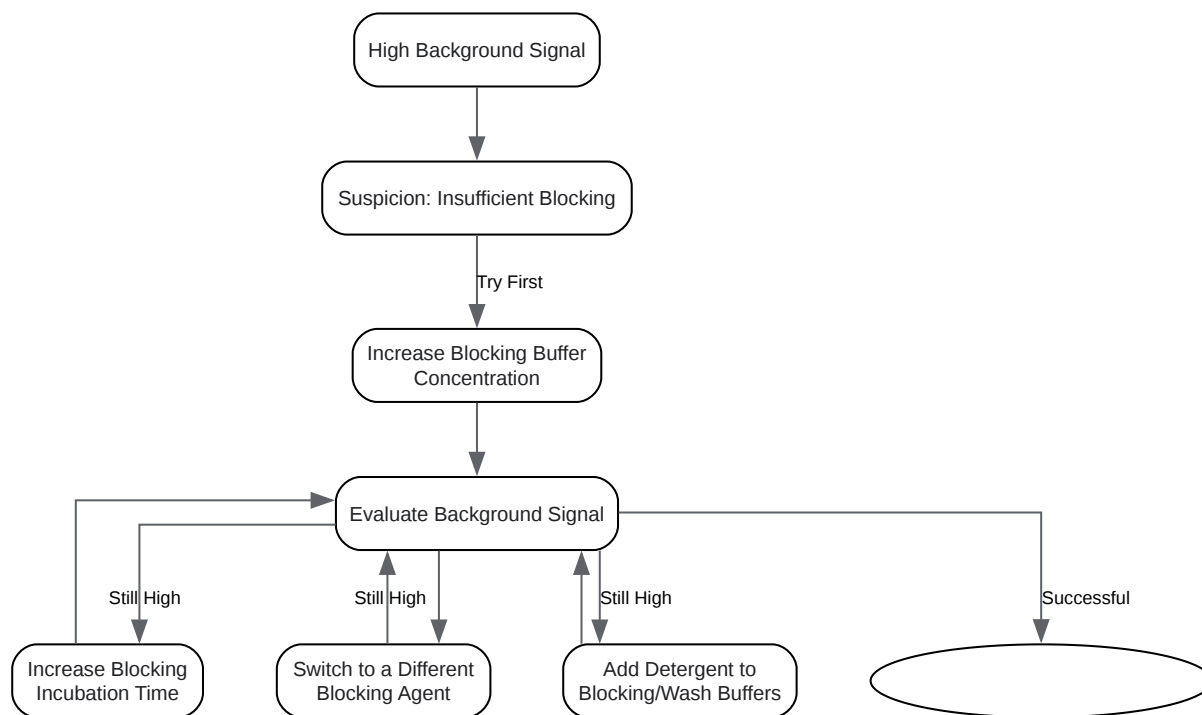 High Background Signal
Suspicion: Insufficient Blocking
Try First
Increase Blocking Buffer
Concentration
Evaluate Background Signal
Still High
Still High
Still High
Successful
Increase Blocking
Incubation Time
Switch to a Different
Blocking Agent
Add Detergent to
Blocking/Wash Buffers